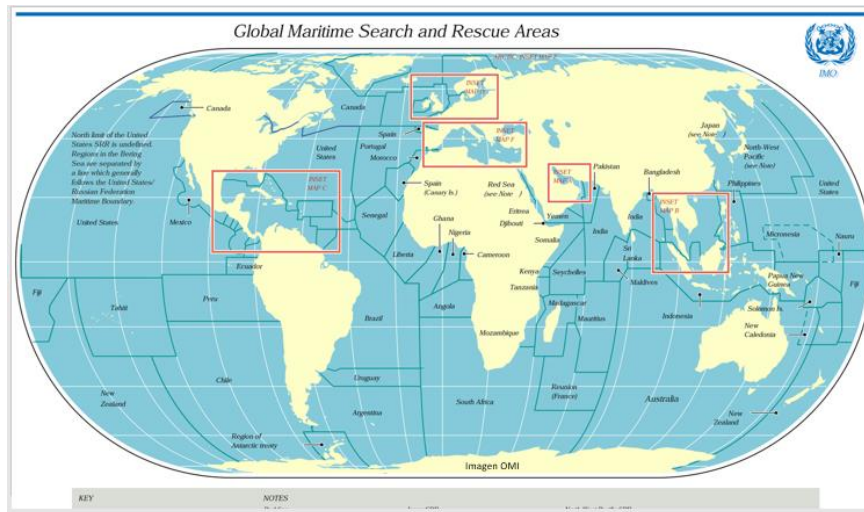 Global Maritime Search and Rescue Areas
IMO
Canada
Canada
North limit of the United
States SRR is undefined.
Regions in the Bering
Sea are separated by
a line which generally
follows the United States/
Russian Federation
Maritime Boundary.
United States
Mexico
United
States
INSET
MAP C
Ecuador
Spain
Portugal
Morocco
Spain
(Canary Is.)
INSET
MAP F
Senegal
Liberia
Ghana
Nigeria
Cameroon
Angola
Red Sea
(see Note
Eritrea
Djibouti
Yemen
Somalia
INSET
Pakistan
India
India
Bangladesh
Sri
Lanka
Maldives
INSET
MAP B
Japan
(see Note
North-West
Pacific
(see Note)
Philippines
United
States
Micronesia
Nauru
Papua New
Guinea
Solomon Is.
New
Caledonia
Indonesia
Kenya
Seychelles
Tanzania
Madagascar
Mauritius
Mozambique
Fiji
Tahiti
Peru
Brazil
Fiji
New
Zealand
Chile
Uruguay
Argentina
South Africa
Reunion
(France)
Australia
New
Zealand
Region of
Antarctic treaty
Imagen OMI
KEY
NOTES